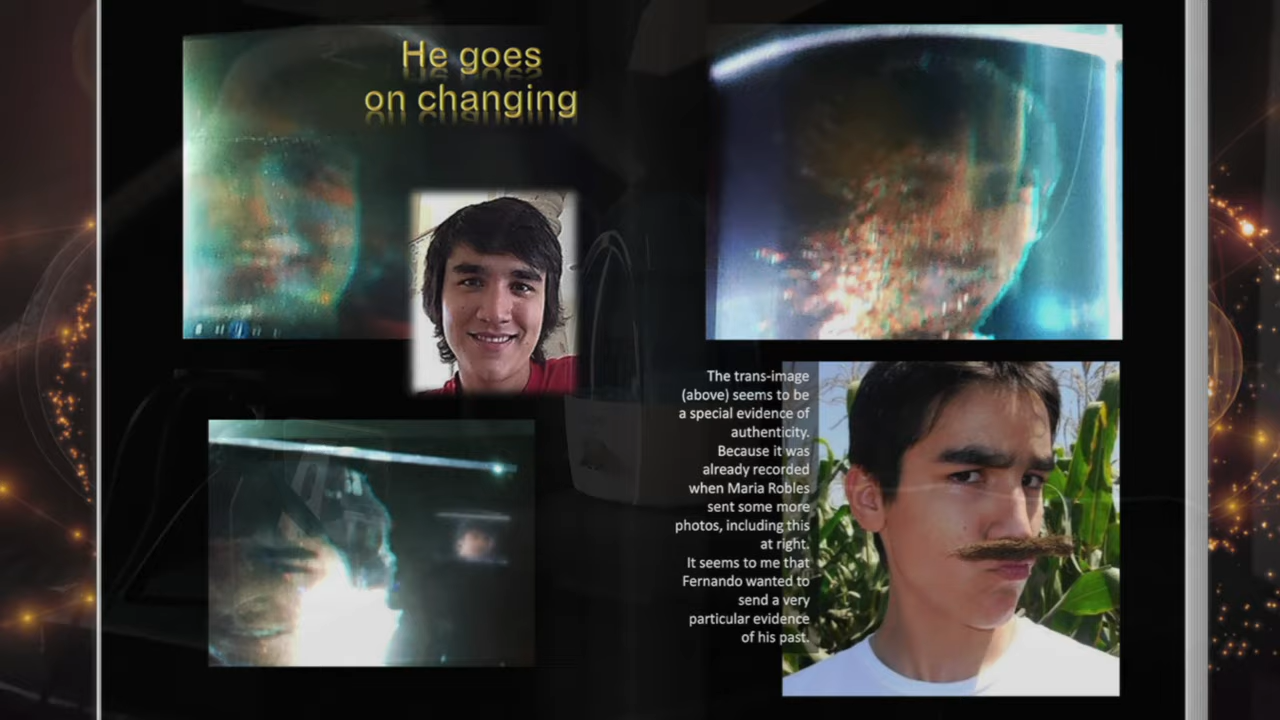 He goes
on changing
The trans-image
(above) seems to be
a special evidence of
authenticity.
Because it was
already recorded
when Maria Robles
sent some more
photos, including this
at right.
It seems to me that
Fernando wanted to
send a very
particular evidence
of his past.